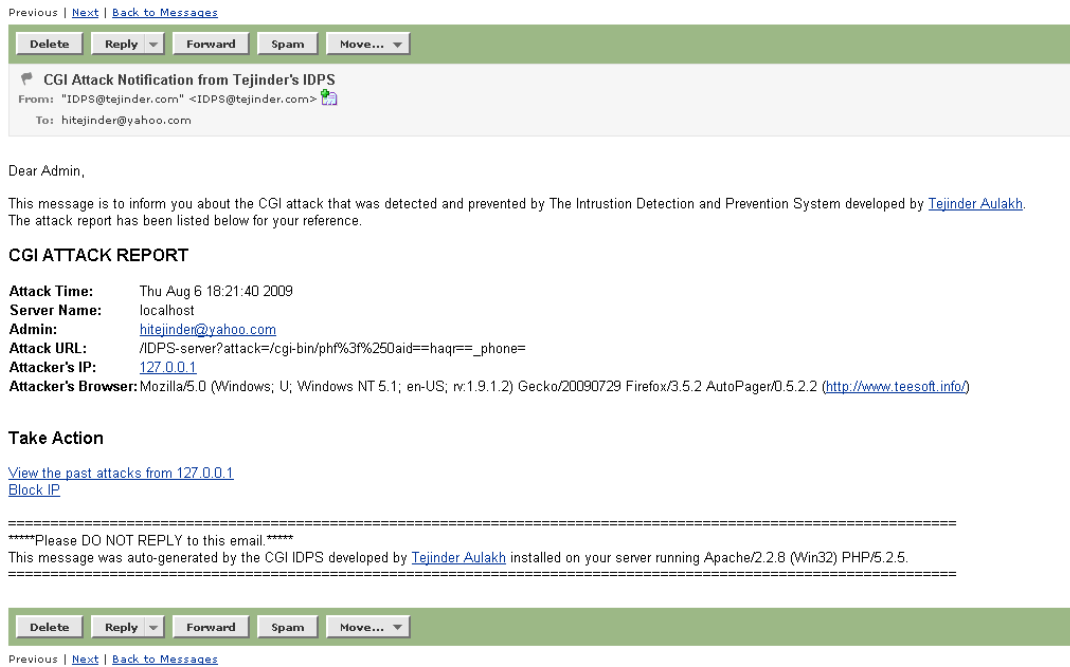 Previous | Next | Back to Messages
Delete Reply Forward Spam Move...
CGI Attack Notification from Tejinder's IDPS
From: "IDPS@tejinder.com" <IDPS@tejinder.com>
To: hitejinder@yahoo.com
Dear Admin,
This message is to inform you about the CGI attack that was detected and prevented by The Intrustion Detection and Prevention System developed by Tejinder Aulakh.
The attack report has been listed below for your reference.
CGI ATTACK REPORT
Attack Time: Thu Aug 6 18:21:40 2009
Server Name: localhost
Admin: hitejinder@yahoo.com
Attack URL: /IDPS-server?attack=/cgi-bin/phf%3f%250aid==haqr==_phone=
Attacker's IP: 127.0.0.1
Attacker's Browser: Mozilla/5.0 (Windows; U; Windows NT 5.1; en-US; rv:1.9.1.2) Gecko/20090729 Firefox/3.5.2 AutoPager/0.5.2.2 (http://www.teesoft.info/)
Take Action
View the past attacks from 127.0.0.1
Block IP
==================================================================================================================
*****Please DO NOT REPLY to this email.*****
This message was auto-generated by the CGI IDPS developed by Tejinder Aulakh installed on your server running Apache/2.2.8 (Win32) PHP/5.2.5.
==================================================================================================================
Delete Reply Forward Spam Move...
Previous | Next | Back to Messages